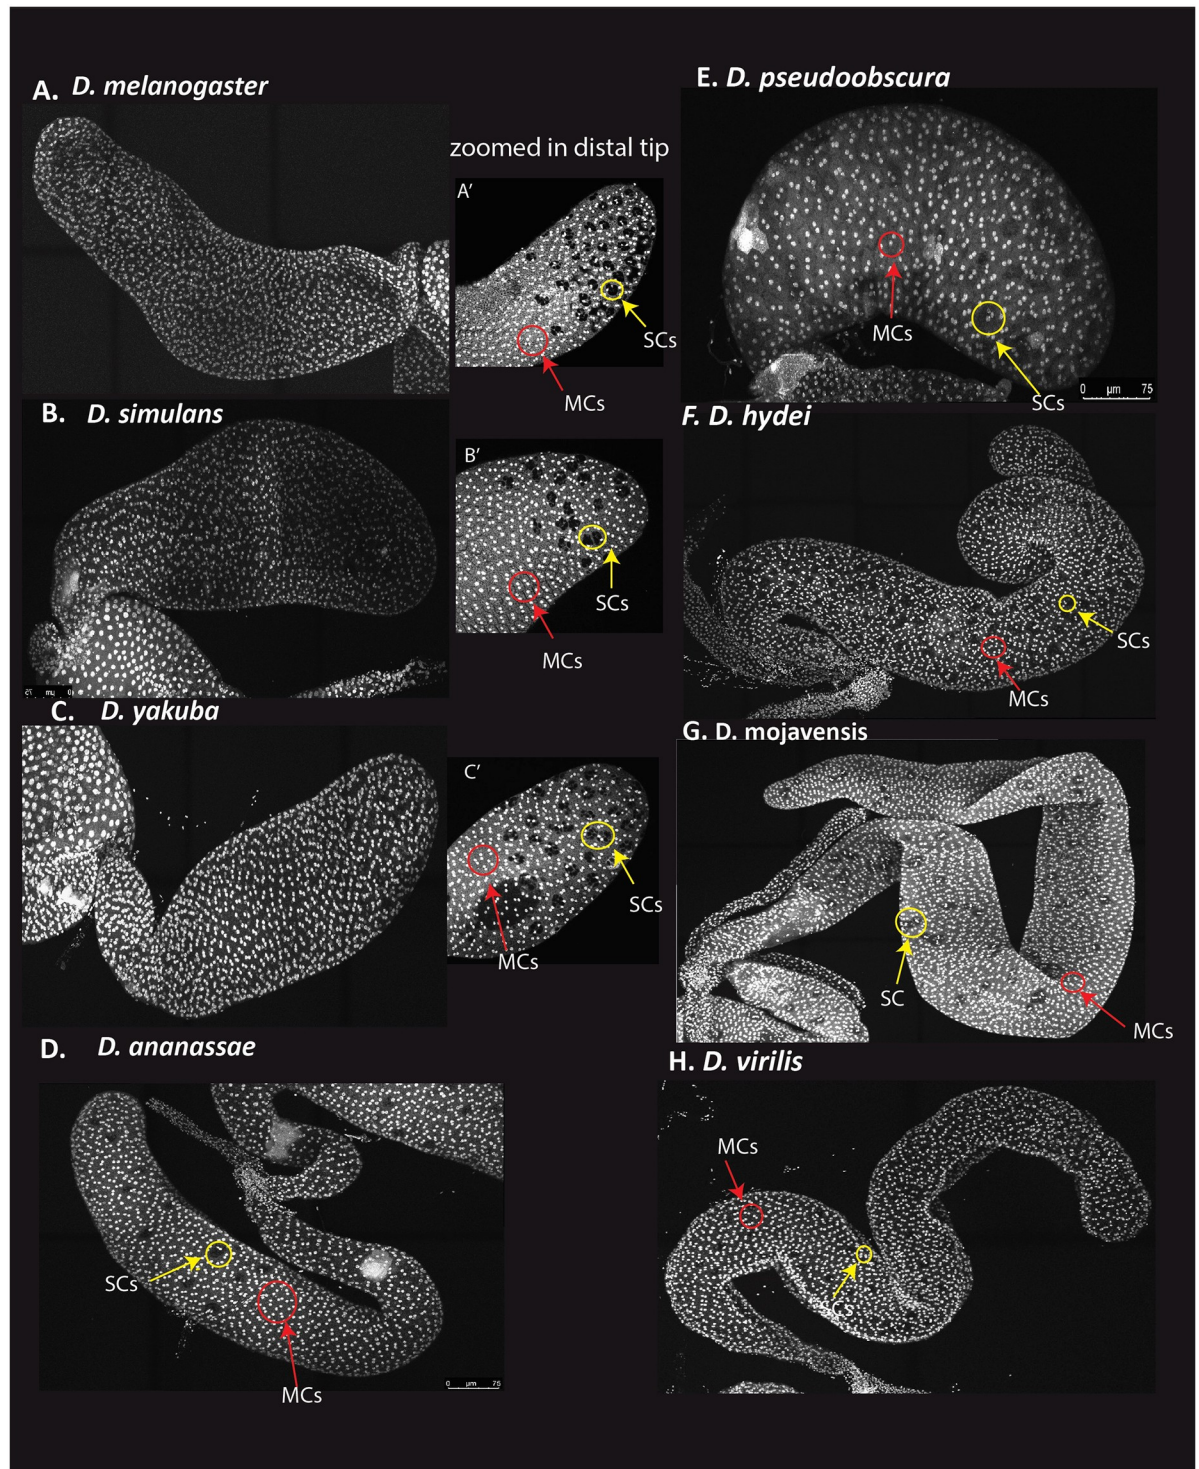 A. D. melanogaster
zoomed in distal tip
A′
SCs
MCs
B. D. simulans
B′
SCs
MCs
C. D. yakuba
C′
SCs
MCs
D. D. ananassae
SCs
MCs
0 µm 75
E. D. pseudoobscura
MCs
SCs
0 µm 75
F. D. hydei
SCs
MCs
G. D. mojavensis
SC
MCs
H. D. virilis
MCs
SCs